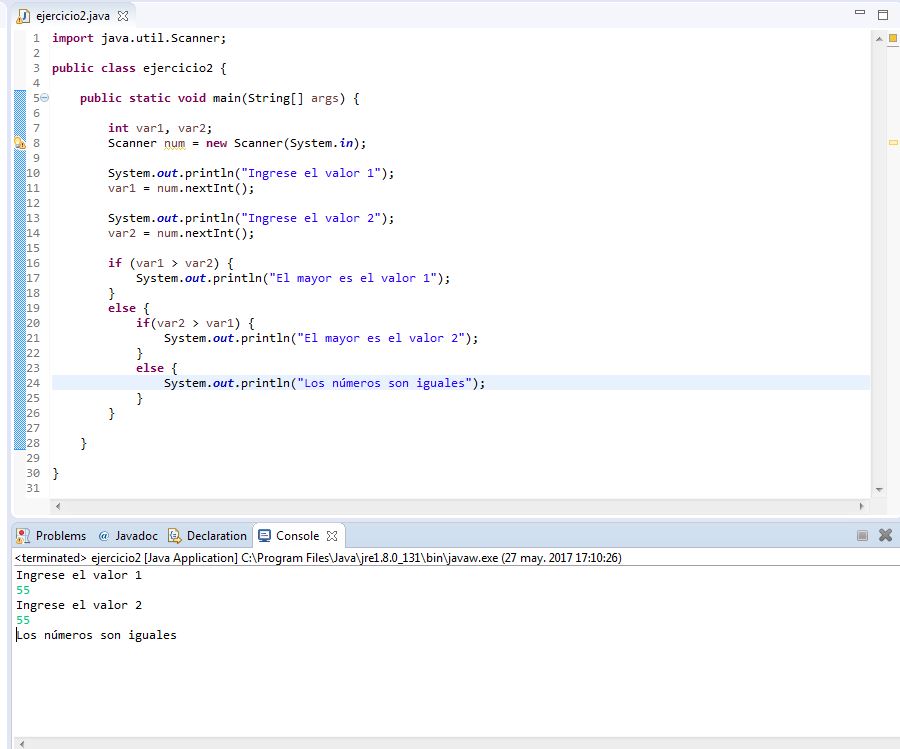 ejercicio2.java
1 import java.util.Scanner;
2
3 public class ejercicio2 {
4
5     public static void main(String[] args) {
6
7         int var1, var2;
8         Scanner num = new Scanner(System.in);
9
10         System.out.println("Ingrese el valor 1");
11         var1 = num.nextInt();
12
13         System.out.println("Ingrese el valor 2");
14         var2 = num.nextInt();
15
16         if (var1 > var2) {
17             System.out.println("El mayor es el valor 1");
18         }
19         else {
20             if(var2 > var1) {
21                 System.out.println("El mayor es el valor 2");
22             }
23             else {
24                 System.out.println("Los números son iguales");
25             }
26         }
27
28     }
29
30 }
31
Problems @ Javadoc Declaration Console
<terminated> ejercicio2 [Java Application] C:\Program Files\Java\jre1.8.0_131\bin\javaw.exe (27 may. 2017 17:10:26)
Ingrese el valor 1
55
Ingrese el valor 2
55
Los números son iguales